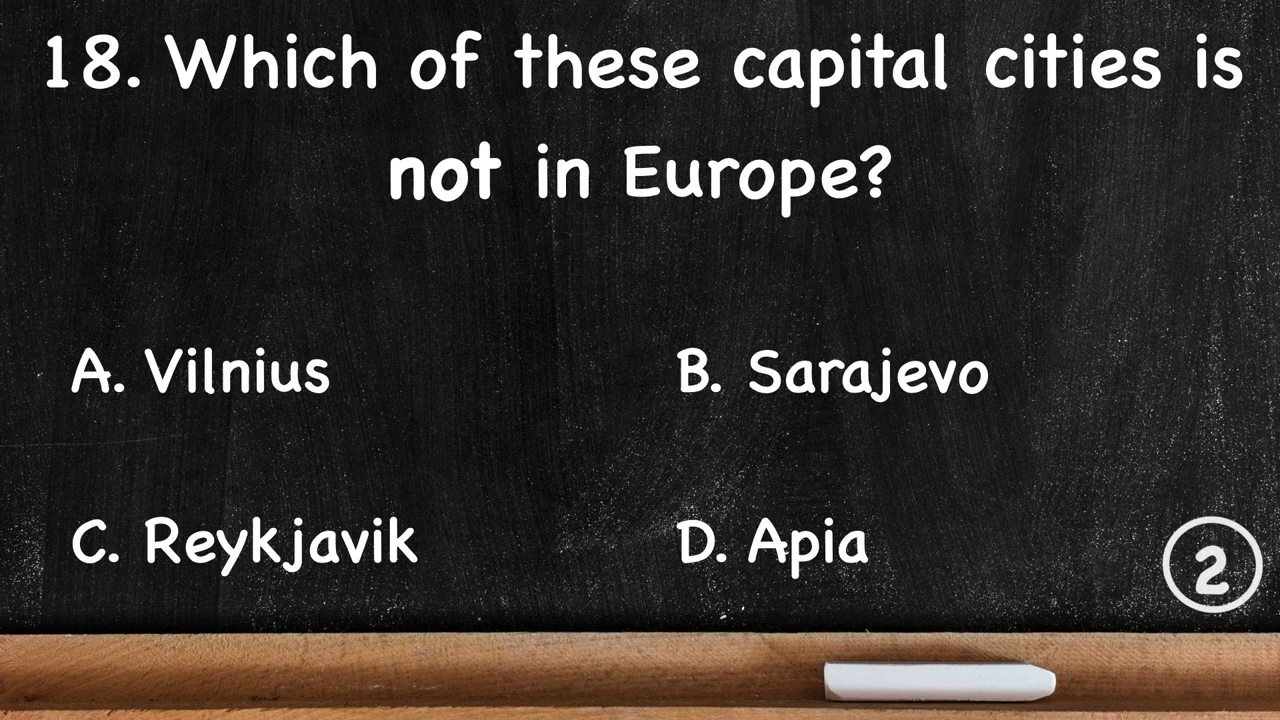 18. Which of these capital cities is
not in Europe?
A. Vilnius
B. Sarajevo
C. Reykjavik
D. Apia
2